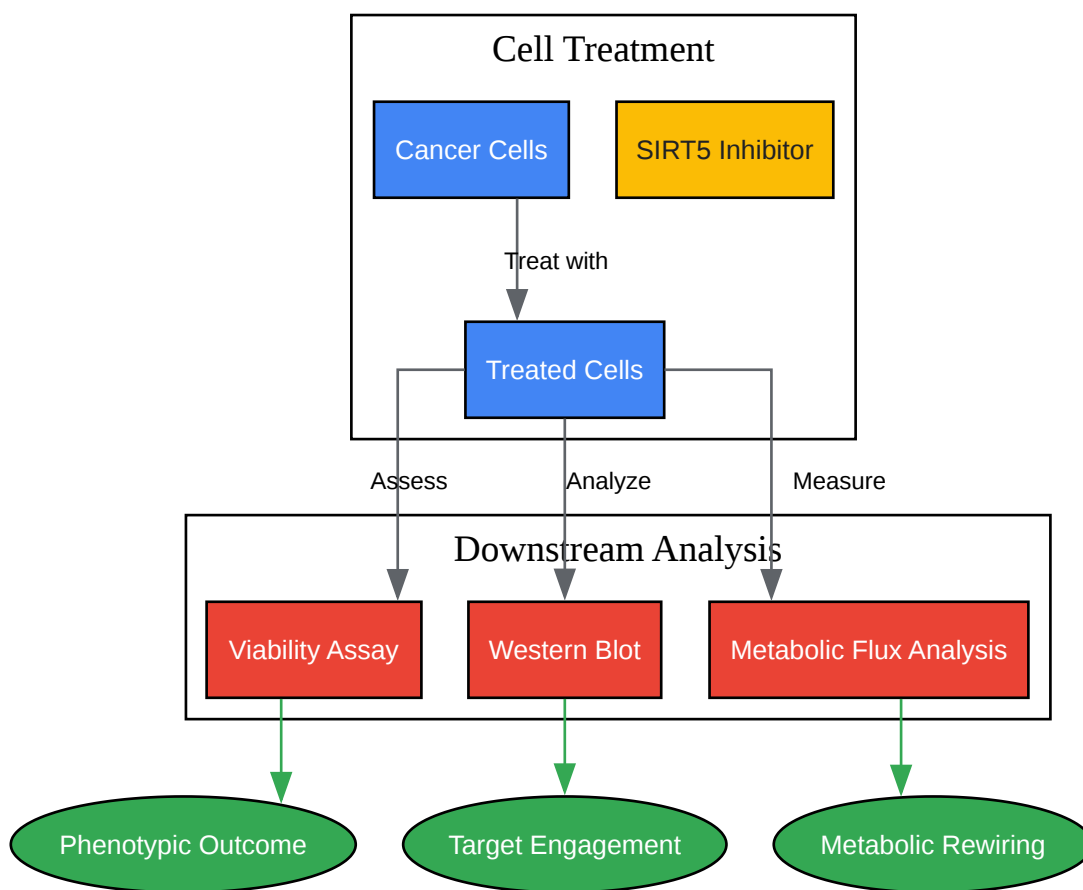 Cell Treatment
Cancer Cells
SIRT5 Inhibitor
Treat with
Treated Cells
Assess
Analyze
Measure
Downstream Analysis
Viability Assay
Western Blot
Metabolic Flux Analysis
Phenotypic Outcome
Target Engagement
Metabolic Rewiring